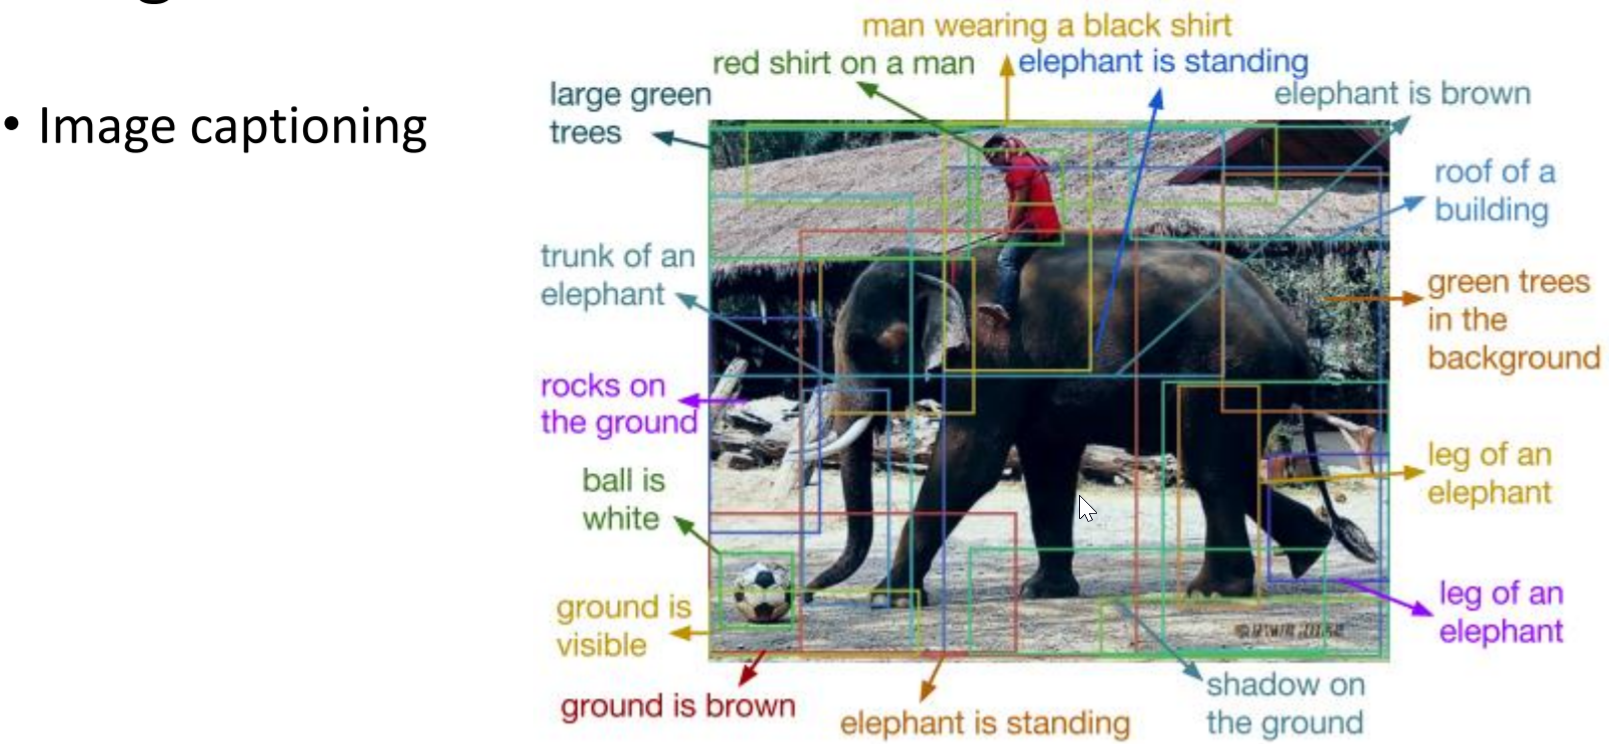 • Image captioning
man wearing a black shirt
red shirt on a man
elephant is standing
large green
trees
elephant is brown
roof of a
building
trunk of an
elephant
green trees
in the
background
rocks on
the ground
leg of an
elephant
ball is
white
ground is
visible
leg of an
elephant
ground is brown
elephant is standing
shadow on
the ground